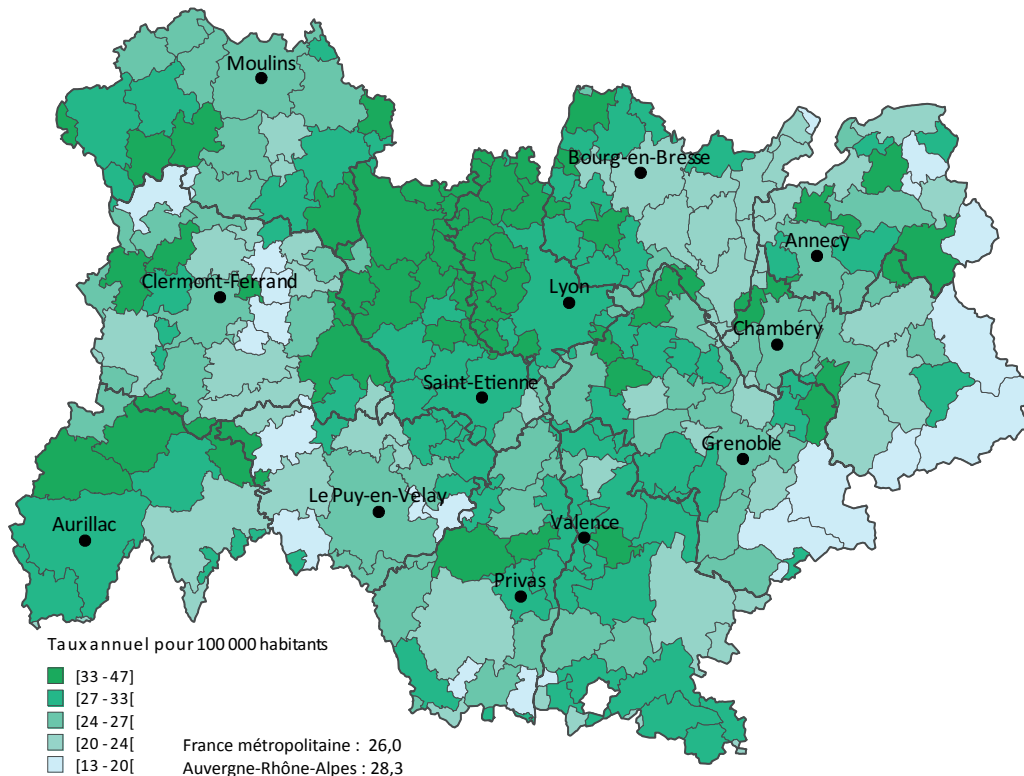 Moulins
Bourg-en-Bresse
Annecy
Clermont-Ferrand
Lyon
Chambéry
Saint-Etienne
Grenoble
Le Puy-en-Velay
Aurillac
Valence
Privas
Taux annuel pour 100 000 habitants
[33 - 47]
[27 - 33[
[24 - 27[
[20 - 24[
[13 - 20[
France métropolitaine : 26,0
Auvergne-Rhône-Alpes : 28,3